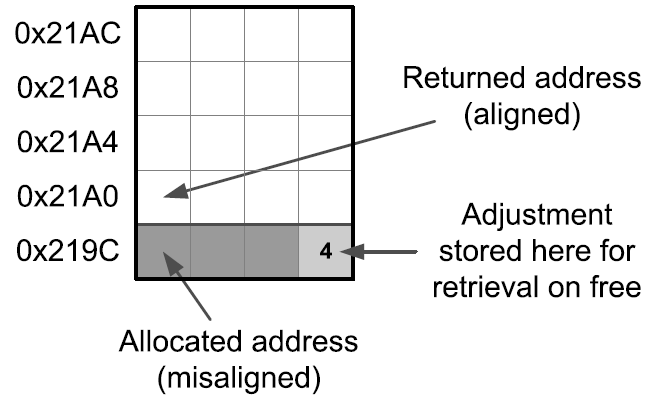 0x21AC
0x21A8
0x21A4
0x21A0
0x219C
4
Returned address
(aligned)
Adjustment
stored here for
retrieval on free
Allocated address
(misaligned)